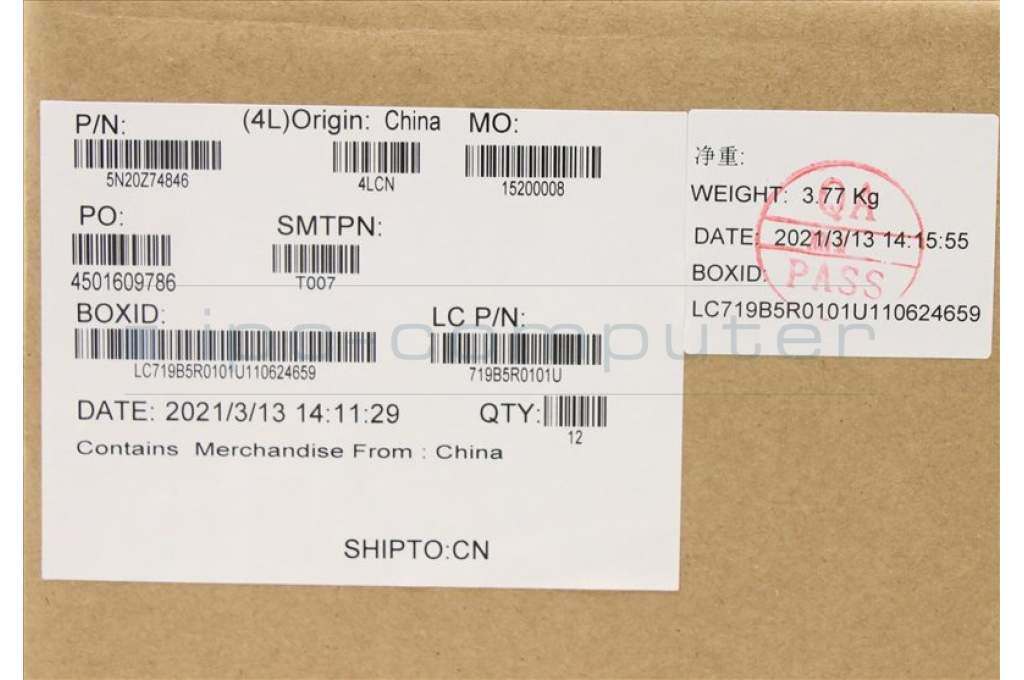 P/N: (4L)Origin: China MO:
5N20Z74846 4LCN 15200008
PO: SMTPN:
4501609786 T007
BOXID: LC P/N:
LC719B5R0101U110624659 719B5R0101U
DATE: 2021/3/13 14:11:29 QTY:
12
Contains Merchandise From : China
SHIPTO:CN
净重:
WEIGHT: 3.77 Kg
DATE: 2021/3/13 14:15:55
BOXID:
LC719B5R0101U110624659
QA
PASS
ipc-computer